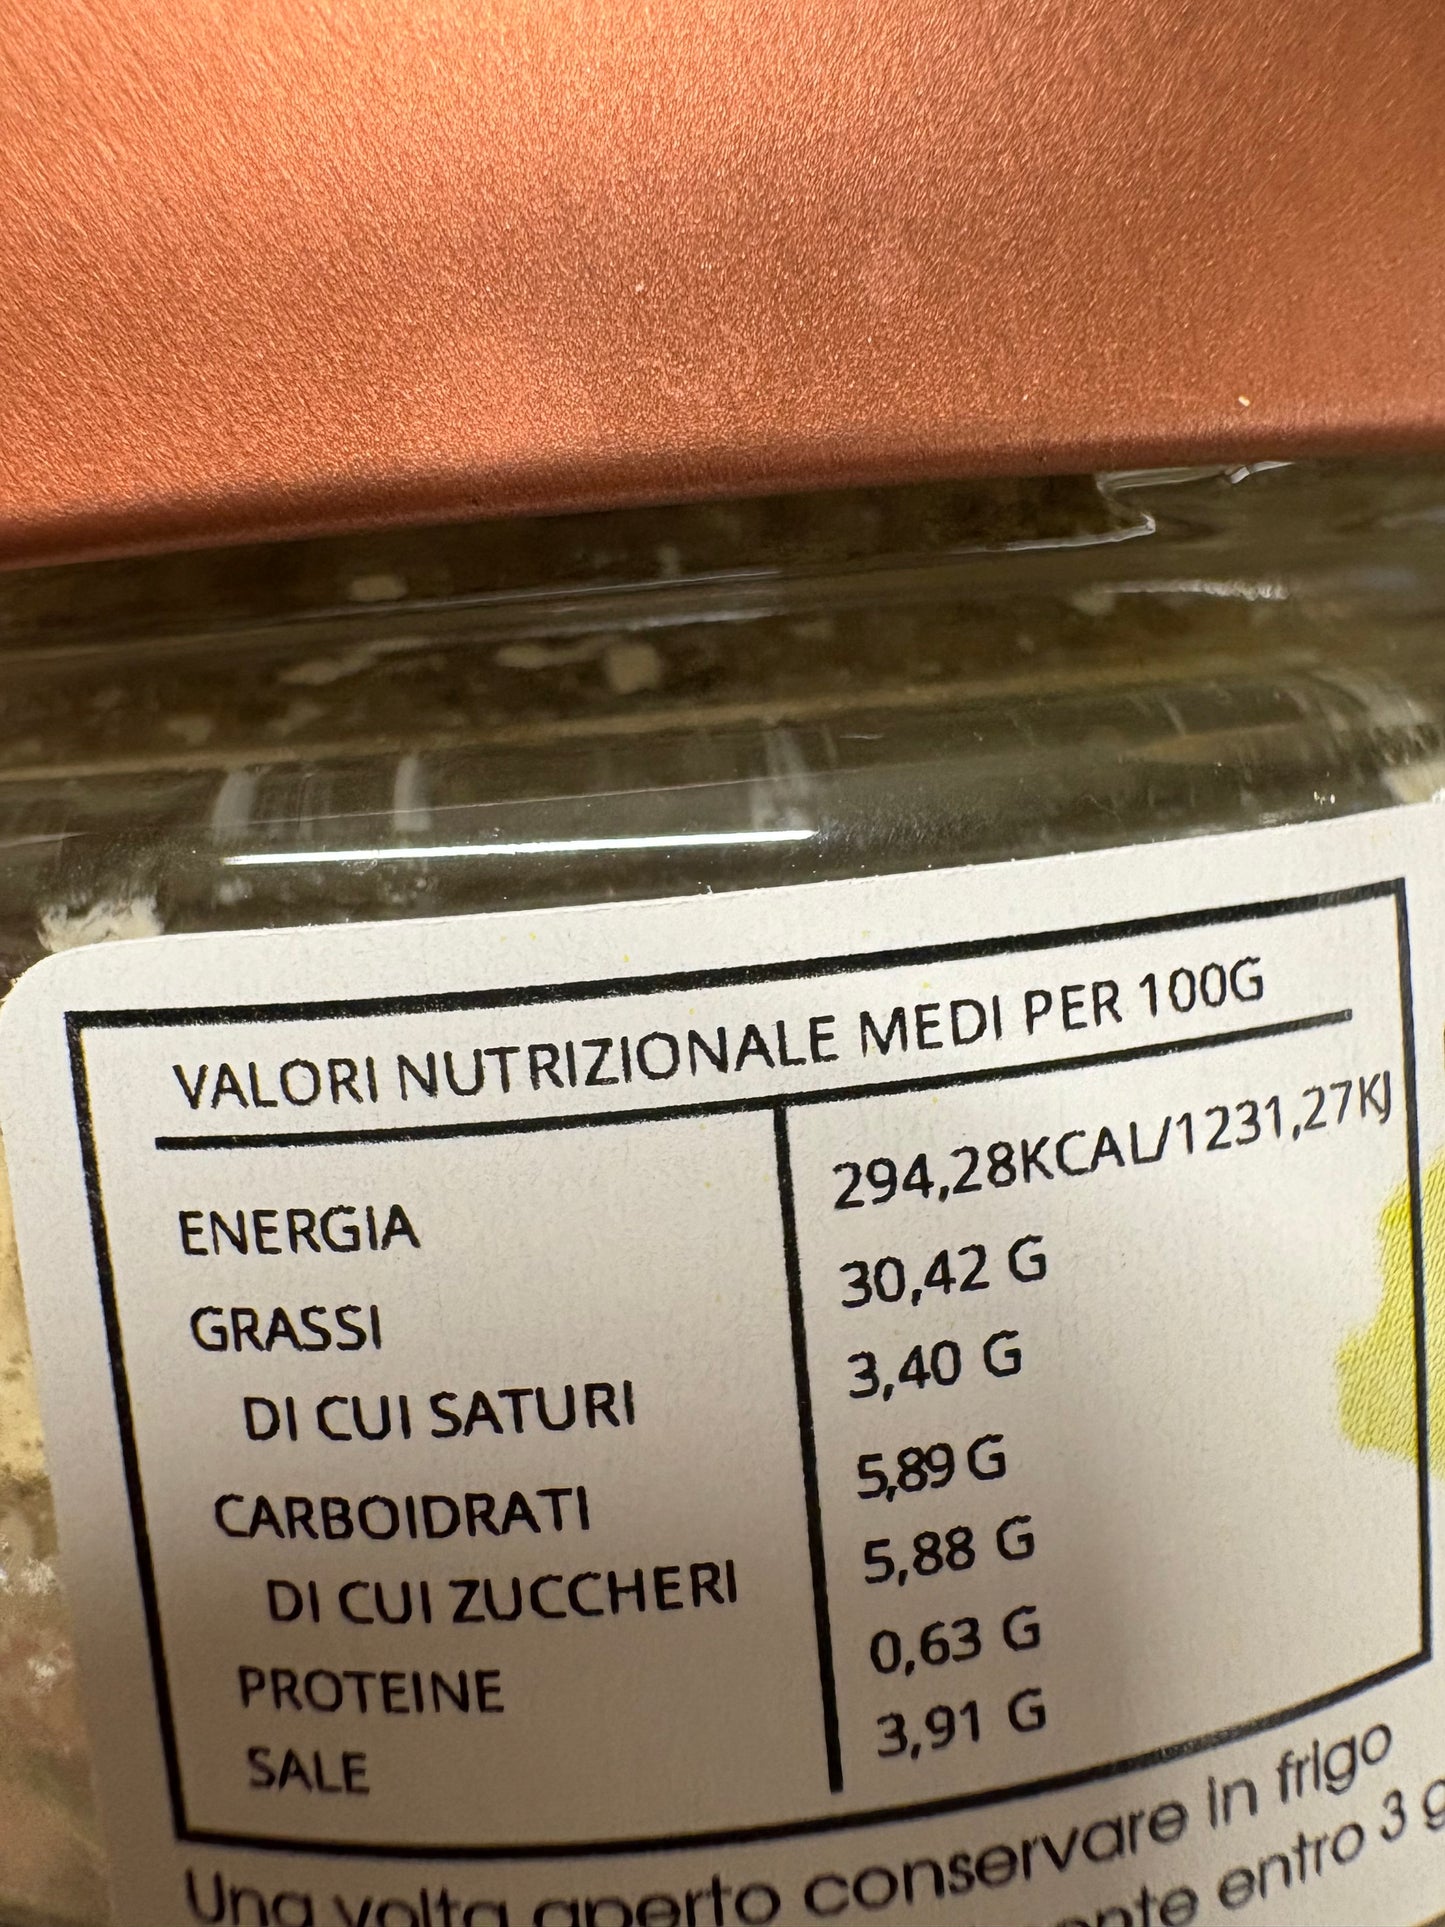 VALORI NUTRIZIONALE MEDI PER 100G
ENERGIA 294,28KCAL/1231,27KJ
GRASSI 30,42 G
DI CUI SATURI 3,40 G
CARBOIDRATI 5,89 G
DI CUI ZUCCHERI 5,88 G
PROTEINE 0,63 G
SALE 3,91 G
Una volta aperto conservare in frigo
entro 3